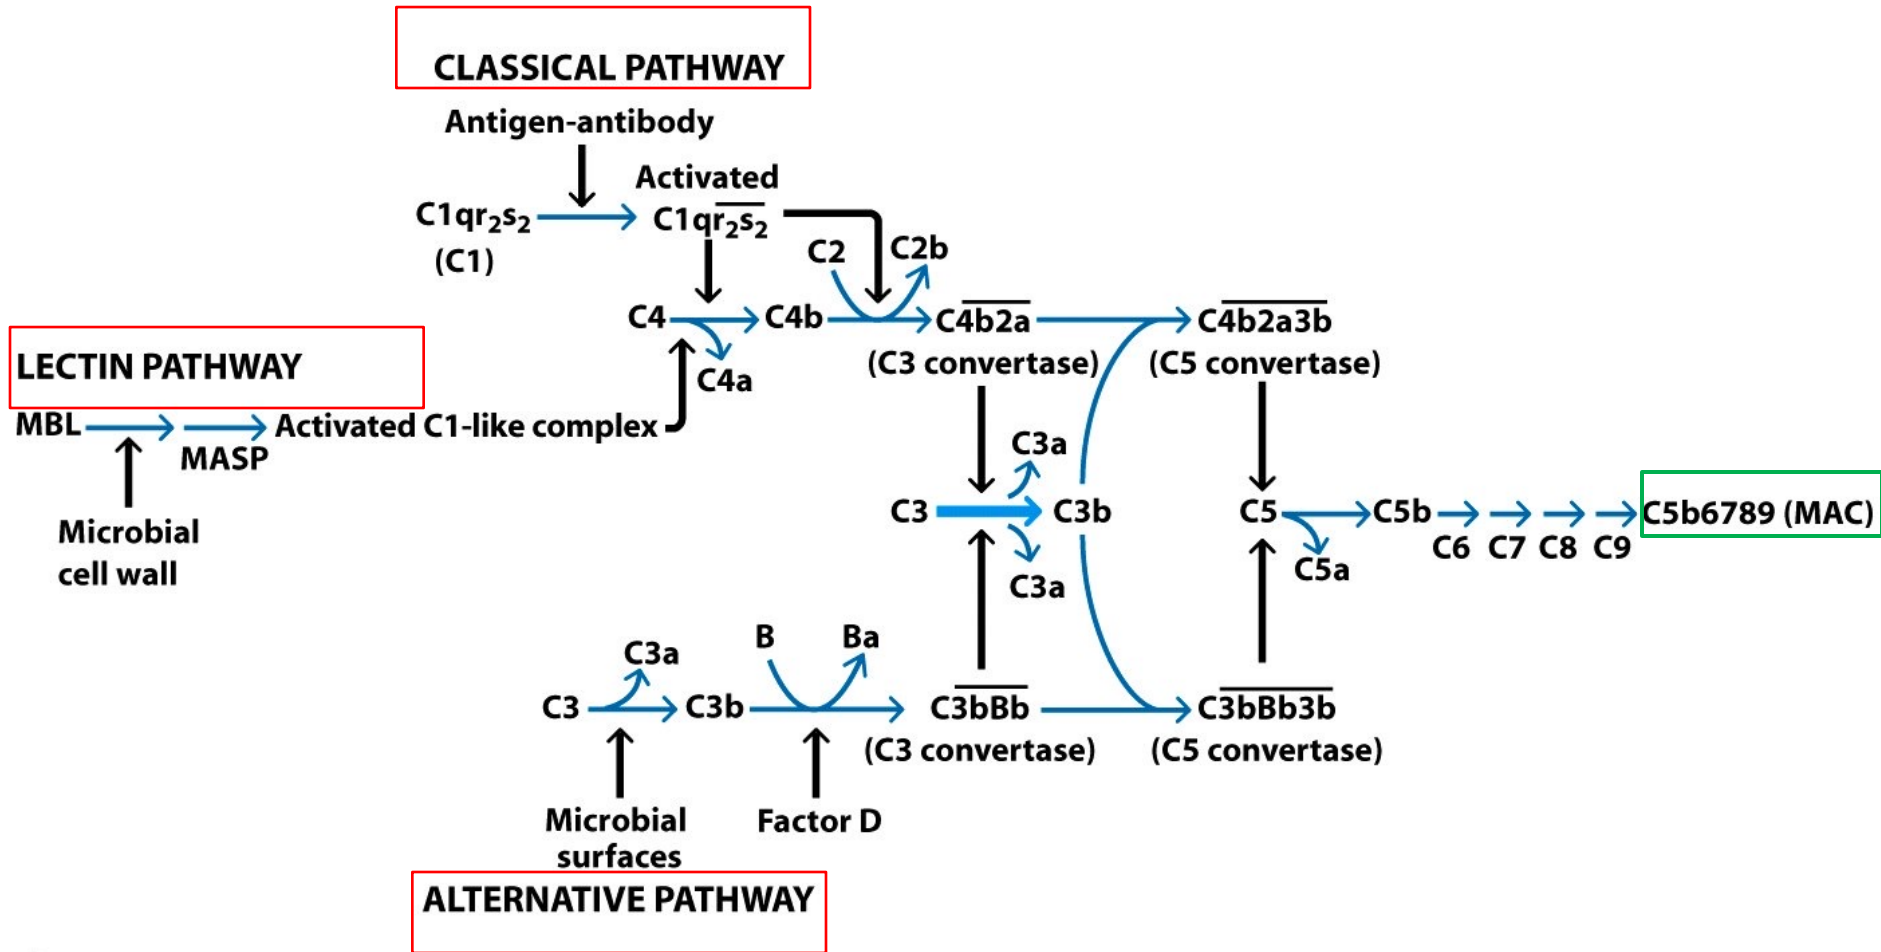 CLASSICAL PATHWAY
Antigen-antibody
Activated
C1qr₂s₂
C1qr₂s₂
(C1)
C2
C2b
C4
C4b
C4b2a
C4b2a3b
(C3 convertase)
(C5 convertase)
C4a
LECTIN PATHWAY
MBL
MASP
Activated C1-like complex
Microbial
cell wall
C3a
C3
C3b
C3a
C5
C5b
C5a
C6
C7
C8
C9
C5b6789 (MAC)
C3a
B
Ba
C3
C3b
C3bBb
C3bBb3b
(C3 convertase)
(C5 convertase)
Microbial
surfaces
Factor D
ALTERNATIVE PATHWAY